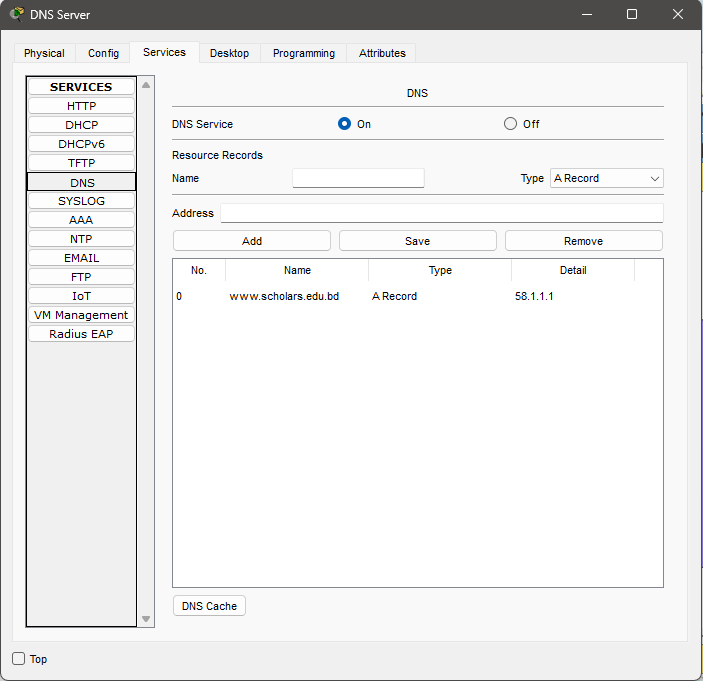 DNS Server
Physical Config Services Desktop Programming Attributes
SERVICES
HTTP
DHCP
DHCPv6
TFTP
DNS
SYSLOG
AAA
NTP
EMAIL
FTP
IoT
VM Management
Radius EAP
DNS
DNS Service On Off
Resource Records
Name Type A Record
Address
Add Save Remove
No. Name Type Detail
0 www.scholars.edu.bd A Record 58.1.1.1
DNS Cache
Top